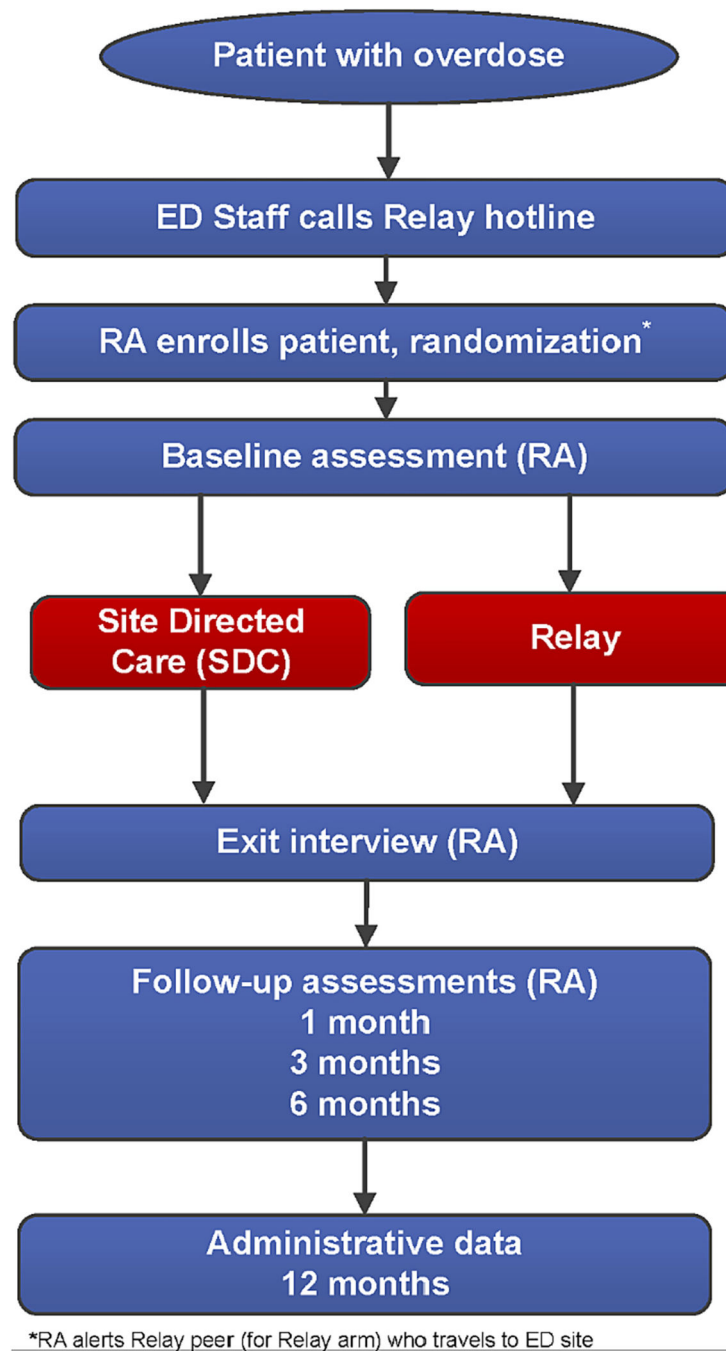 Patient with overdose
ED Staff calls Relay hotline
RA enrolls patient, randomization*
Baseline assessment (RA)
Site Directed
Care (SDC)
Relay
Exit interview (RA)
Follow-up assessments (RA)
1 month
3 months
6 months
Administrative data
12 months
*RA alerts Relay peer (for Relay arm) who travels to ED site